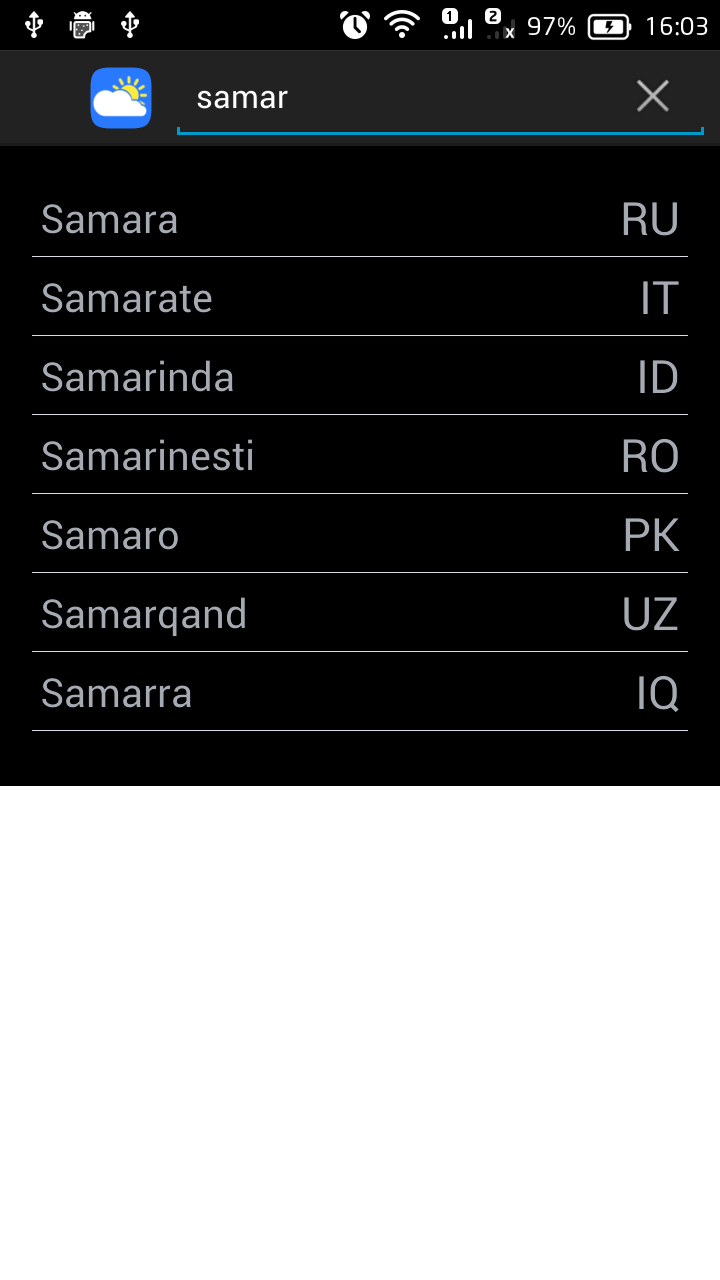 1 2 97% 16:03
samar
Samara RU
Samarate IT
Samarinda ID
Samarinesti RO
Samaro PK
Samarqand UZ
Samarra IQ